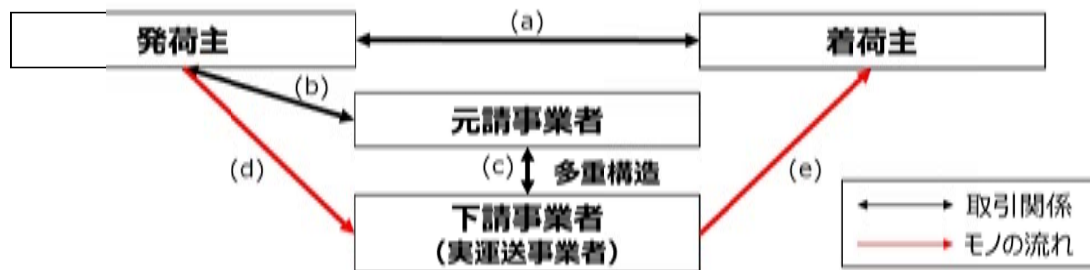 (a)
発荷主
着荷主
(b)
元請事業者
(c)
多重構造
(d)
(e)
下請事業者
(実運送事業者)
取引関係
モノの流れ